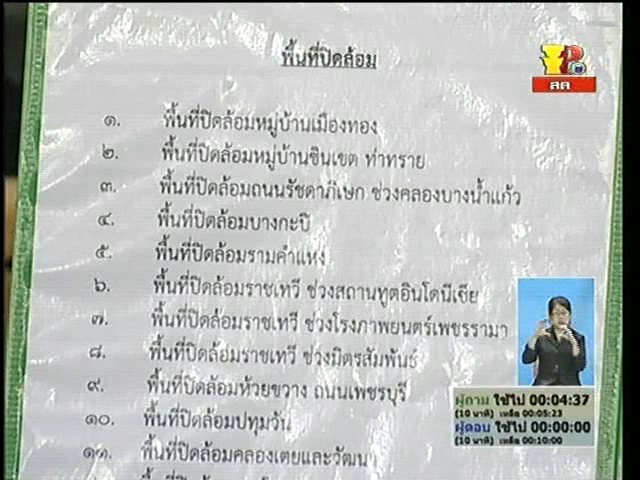 พื้นที่ปิดล้อม
สด
๑. พื้นที่ปิดล้อมหมู่บ้านเมืองทอง
๒. พื้นที่ปิดล้อมหมู่บ้านชินเขต ท่าทราย
๓. พื้นที่ปิดล้อมถนนรัชดาภิเษก ช่วงคลองบางน้ำแก้ว
๔. พื้นที่ปิดล้อมบางกะปิ
๕. พื้นที่ปิดล้อมรามคำแหง
๖. พื้นที่ปิดล้อมราชเทวี ช่วงสถานทูตอินโดนีเซีย
๗. พื้นที่ปิดล้อมราชเทวี ช่วงโรงภาพยนตร์เพชรรามา
๘. พื้นที่ปิดล้อมราชเทวี ช่วงมิตรสัมพันธ์
๙. พื้นที่ปิดล้อมห้วยขวาง ถนนเพชรบุรี
๑๐. พื้นที่ปิดล้อมปทุมวัน
๑๑. พื้นที่ปิดล้อมคลองเตยและวัฒนา
ผู้ถาม ใช้ไป 00:04:37
(10 นาที) เหลือ 00:05:23
ผู้ตอบ ใช้ไป 00:00:00
(10 นาที) เหลือ 00:10:00